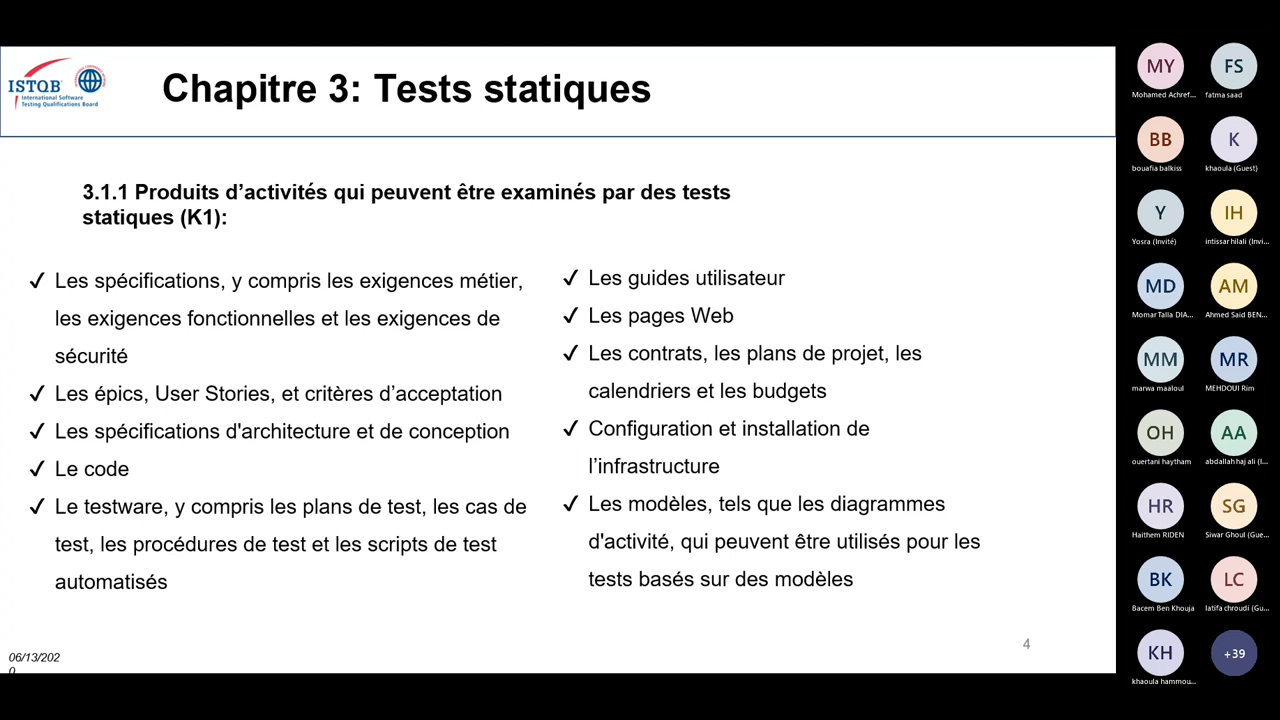 ISTQB
International Software
Testing Qualifications Board
Chapitre 3: Tests statiques
3.1.1 Produits d’activités qui peuvent être examinés par des tests
statiques (K1):
✓ Les spécifications, y compris les exigences métier,
les exigences fonctionnelles et les exigences de
sécurité
✓ Les épics, User Stories, et critères d’acceptation
✓ Les spécifications d'architecture et de conception
✓ Le code
✓ Le testware, y compris les plans de test, les cas de
test, les procédures de test et les scripts de test
automatisés
✓ Les guides utilisateur
✓ Les pages Web
✓ Les contrats, les plans de projet, les
calendriers et les budgets
✓ Configuration et installation de
l’infrastructure
✓ Les modèles, tels que les diagrammes
d'activité, qui peuvent être utilisés pour les
tests basés sur des modèles
06/13/202
0
4
MY
Mohamed Achref...
FS
fatma saad
BB
bouafia balkiss
K
khaoula (Guest)
Y
Yosra (Invité)
IH
intissar hilali (Invi...
MD
Momar Talla DIA...
AM
Ahmed Said BEN...
MM
marwa maaloul
MR
MEHDOUI Rim
OH
ouertani haytham
AA
abdallah haj ali (I...
HR
Haithem RIDEN
SG
Siwar Ghoul (Gue...
BK
Bacem Ben Khouja
LC
latifa chroudi (Gu...
KH
khaoula hammou...
+39